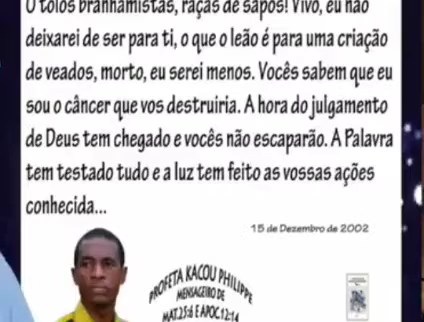 Ó tolos branhamistas, raças de sapos! Vivo, eu não
deixarei de ser para ti, o que o leão é para uma criação
de veados, morto, eu serei menos. Vocês sabem que eu
sou o câncer que vos destruiria. A hora do julgamento
de Deus tem chegado e vocês não escaparão. A Palavra
tem testado tudo e a luz tem feito as vossas ações
conhecida...
15 de Dezembro de 2002
PROFETA KACOU PHILIPPE
MENSAGEIRO DE
MAT.25:6 E APOC.12:14